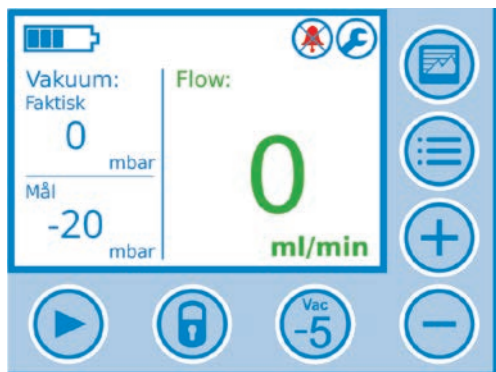 Vakuum:
Faktisk
0
mbar
Mål
-20
mbar
Flow:
0
ml/min
Vac
-5